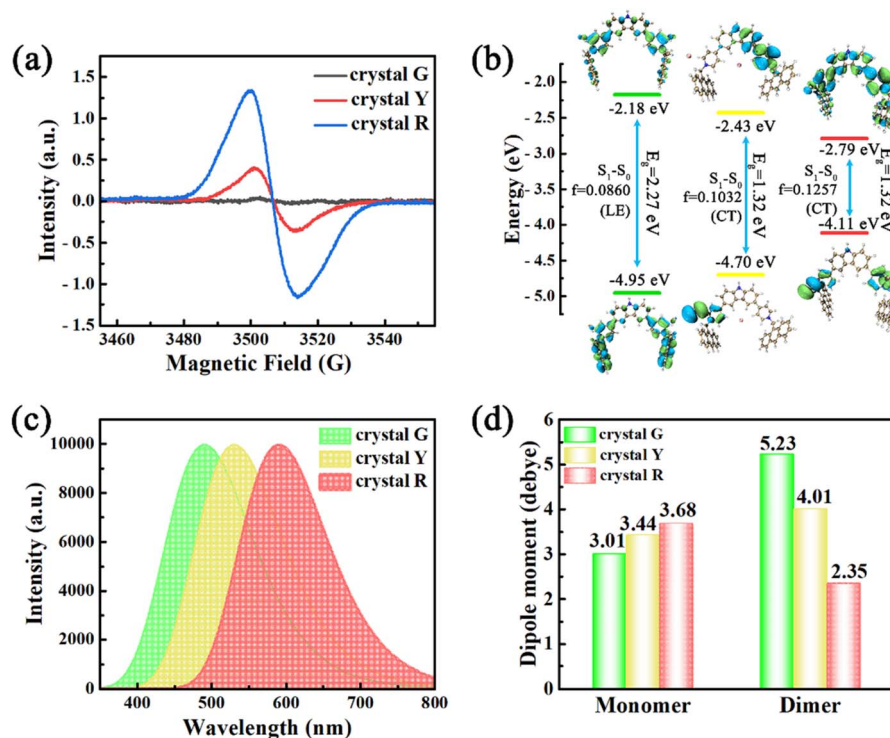 (a)
1.5
1.0
0.5
0.0
-0.5
-1.0
-1.5
Intensity (a.u.)
crystal G
crystal Y
crystal R
3460 3480 3500 3520 3540
Magnetic Field (G)
(b)
-2.0
-2.5
-3.0
-3.5
-4.0
-4.5
-5.0
Energy (eV)
-2.18 eV
S1-S0
f=0.0860
(LE)
Eg=2.27 eV
-4.95 eV
-2.43 eV
S1-S0
f=0.1032
(CT)
Eg=1.32 eV
-4.70 eV
-2.79 eV
S1-S0
f=0.1257
(CT)
Eg=1.32 eV
-4.11 eV
(c)
10000
8000
6000
4000
2000
0
Intensity (a.u.)
crystal G
crystal Y
crystal R
400 500 600 700 800
Wavelength (nm)
(d)
6
5
4
3
2
1
0
Dipole moment (debye)
crystal G
crystal Y
crystal R
3.01 3.44 3.68
5.23 4.01 2.35
Monomer Dimer